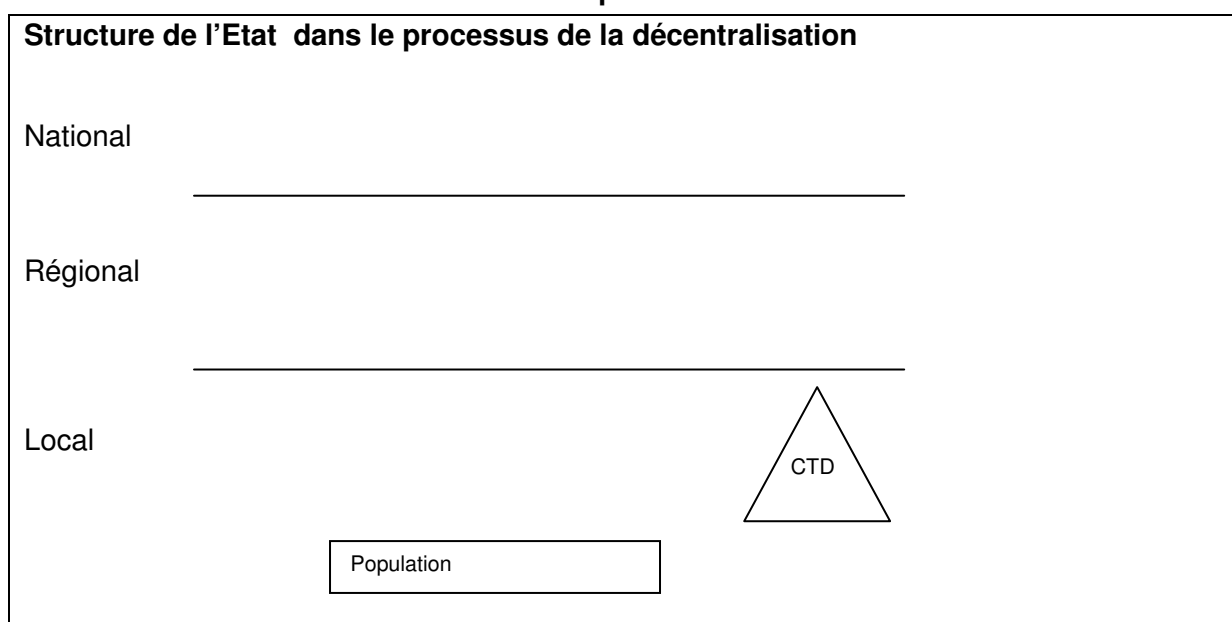 Structure de l'Etat  dans le processus de la décentralisation
National
Régional
Local
CTD
Population